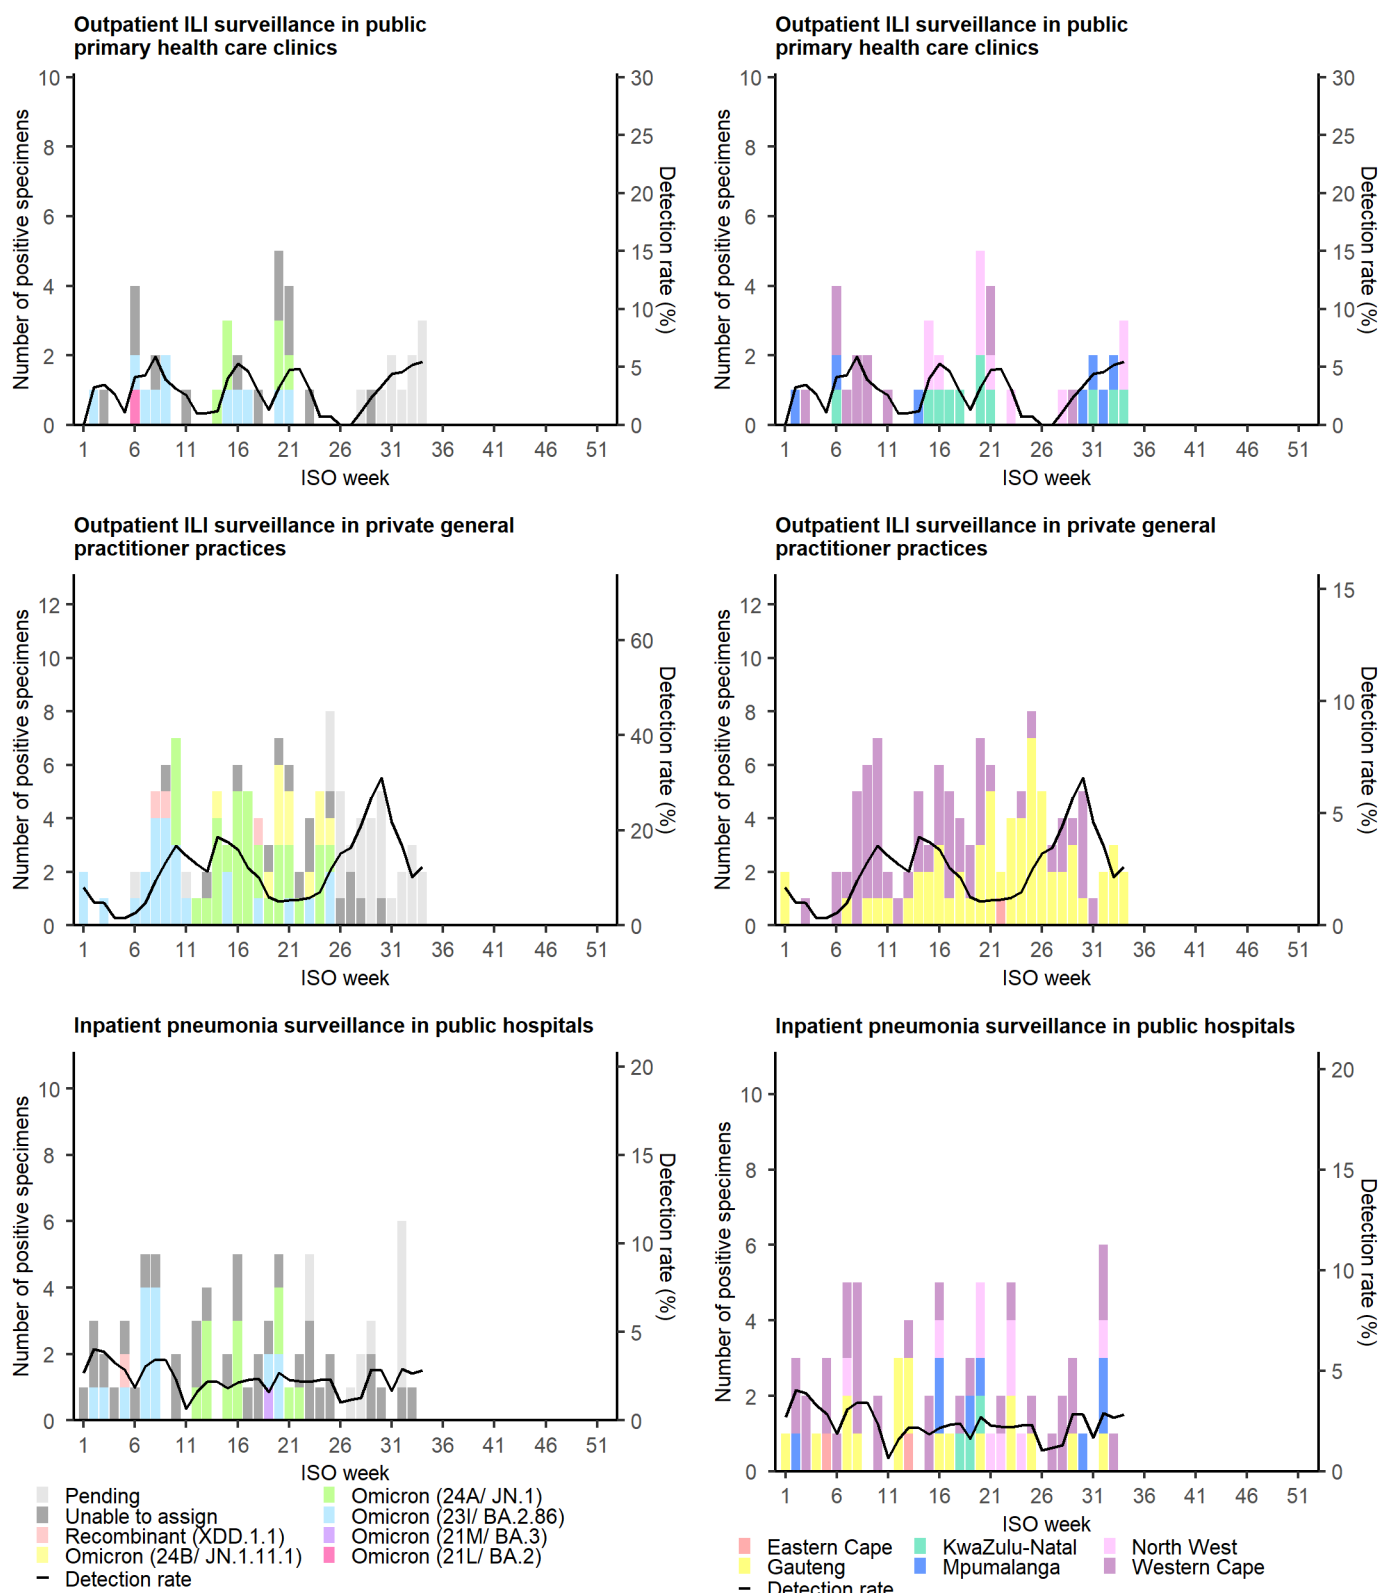 Outpatient ILI surveillance in public
primary health care clinics
Number of positive specimens
10
8
6
4
2
0
30
25
20
15
10
5
0
Detection rate (%)
1 6 11 16 21 26 31 36 41 46 51
ISO week
Outpatient ILI surveillance in public
primary health care clinics
Number of positive specimens
10
8
6
4
2
0
30
25
20
15
10
5
0
Detection rate (%)
1 6 11 16 21 26 31 36 41 46 51
ISO week
Outpatient ILI surveillance in private general
practitioner practices
Number of positive specimens
12
10
8
6
4
2
0
60
40
20
0
Detection rate (%)
1 6 11 16 21 26 31 36 41 46 51
ISO week
Outpatient ILI surveillance in private general
practitioner practices
Number of positive specimens
12
10
8
6
4
2
0
15
10
5
0
Detection rate (%)
1 6 11 16 21 26 31 36 41 46 51
ISO week
Inpatient pneumonia surveillance in public hospitals
Number of positive specimens
10
8
6
4
2
0
20
15
10
5
0
Detection rate (%)
1 6 11 16 21 26 31 36 41 46 51
ISO week
Pending
Unable to assign
Recombinant (XDD.1.1)
Omicron (24B/ JN.1.11.1)
Detection rate
Omicron (24A/ JN.1)
Omicron (23I/ BA.2.86)
Omicron (21M/ BA.3)
Omicron (21L/ BA.2)
Inpatient pneumonia surveillance in public hospitals
Number of positive specimens
10
8
6
4
2
0
20
15
10
5
0
Detection rate (%)
1 6 11 16 21 26 31 36 41 46 51
ISO week
Eastern Cape
Gauteng
Detection rate
KwaZulu-Natal
Mpumalanga
North West
Western Cape